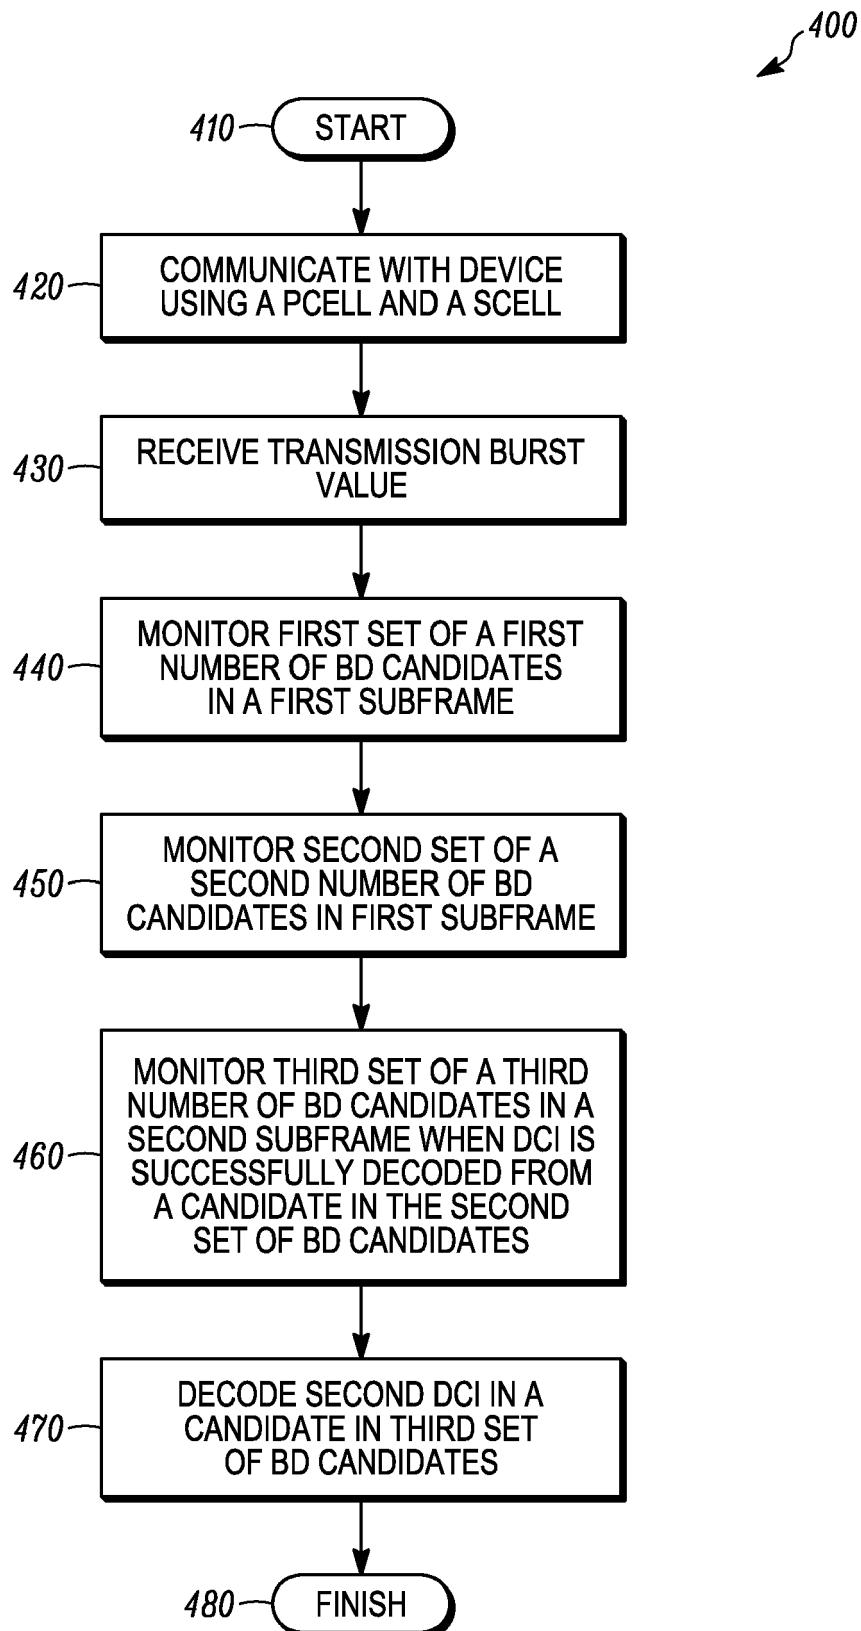 400
410 START
420 COMMUNICATE WITH DEVICE
USING A PCELL AND A SCELL
430 RECEIVE TRANSMISSION BURST
VALUE
440 MONITOR FIRST SET OF A FIRST
NUMBER OF BD CANDIDATES
IN A FIRST SUBFRAME
450 MONITOR SECOND SET OF A
SECOND NUMBER OF BD
CANDIDATES IN FIRST SUBFRAME
460 MONITOR THIRD SET OF A THIRD
NUMBER OF BD CANDIDATES IN A
SECOND SUBFRAME WHEN DCI IS
SUCCESSFULLY DECODED FROM
A CANDIDATE IN THE SECOND
SET OF BD CANDIDATES
470 DECODE SECOND DCI IN A
CANDIDATE IN THIRD SET
OF BD CANDIDATES
480 FINISH